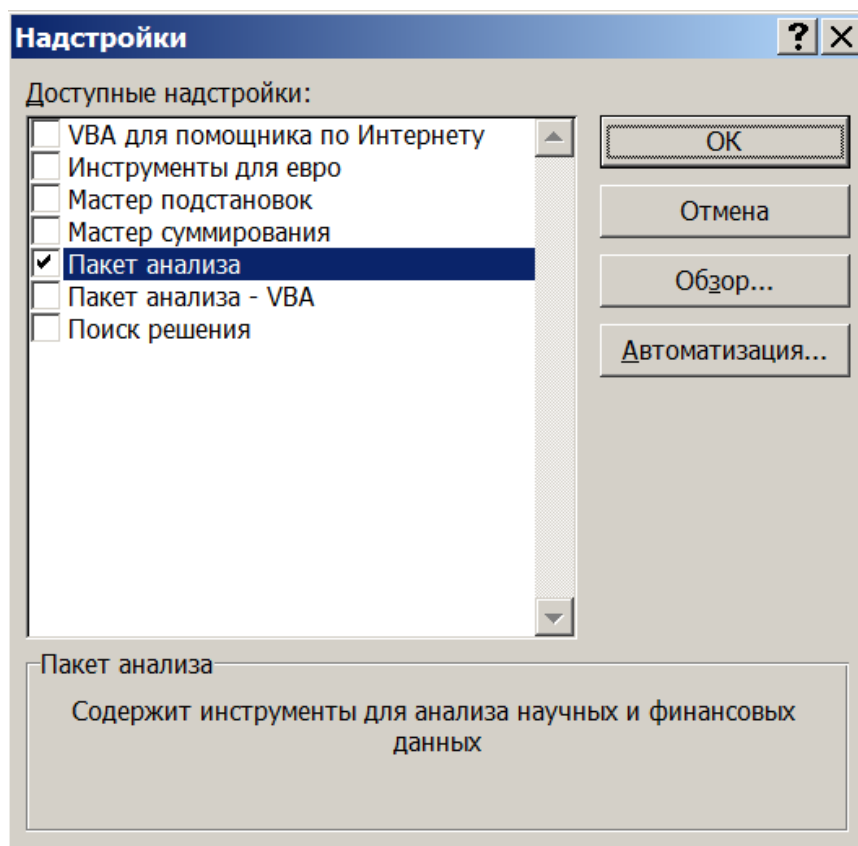 Надстройки
Доступные надстройки:
VBA для помощника по Интернету
Инструменты для евро
Мастер подстановок
Мастер суммирования
Пакет анализа
Пакет анализа - VBA
Поиск решения
ОК
Отмена
Обзор...
Автоматизация...
Пакет анализа
Содержит инструменты для анализа научных и финансовых
данных